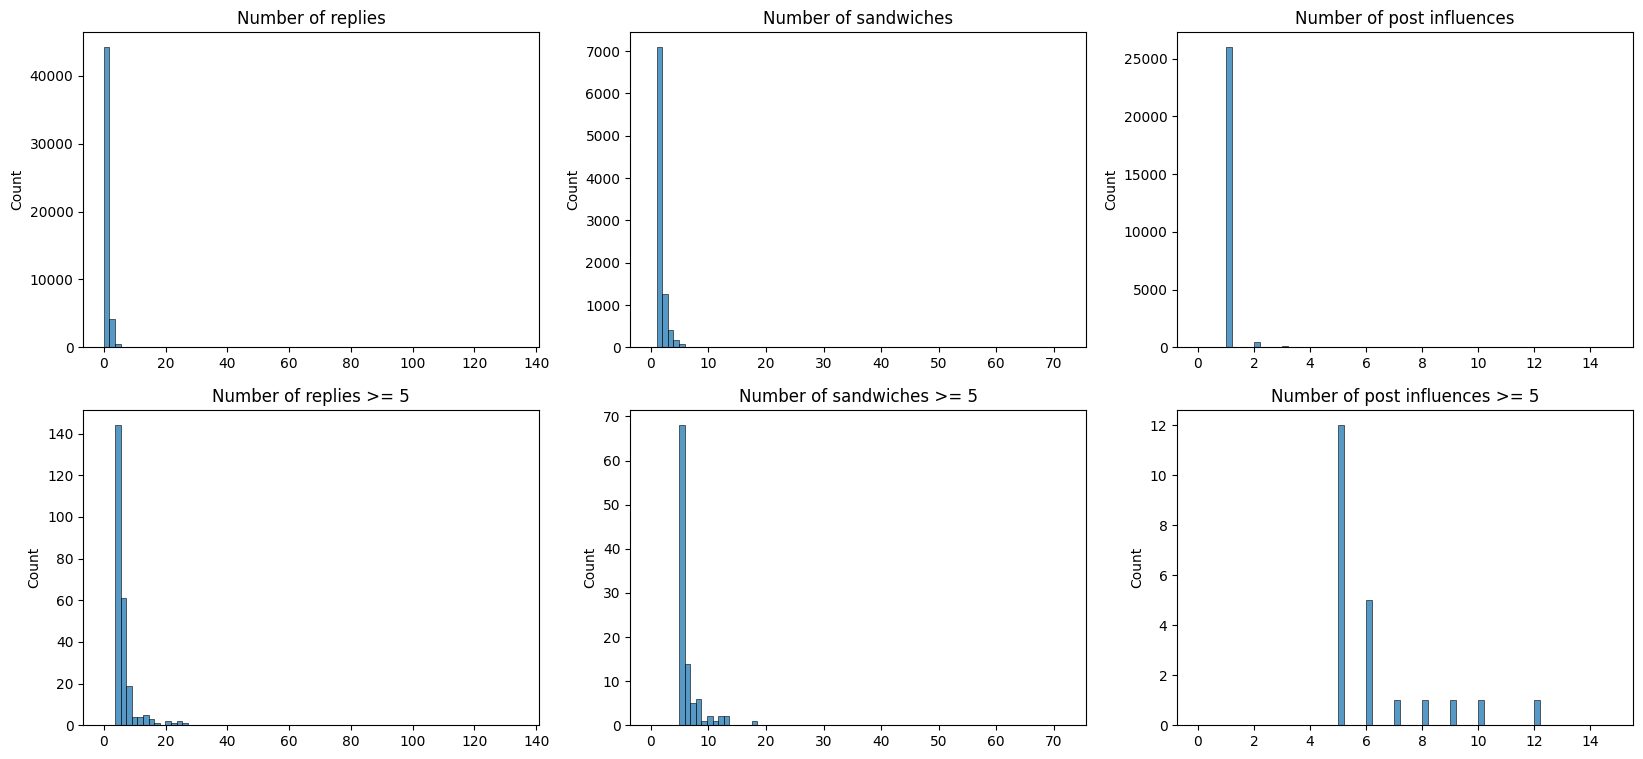 Number of replies
Count
40000
30000
20000
10000
0
0 20 40 60 80 100 120 140
Number of sandwiches
Count
7000
6000
5000
4000
3000
2000
1000
0
0 10 20 30 40 50 60 70
Number of post influences
Count
25000
20000
15000
10000
5000
0
0 2 4 6 8 10 12 14
Number of replies >= 5
Count
140
120
100
80
60
40
20
0
0 20 40 60 80 100 120 140
Number of sandwiches >= 5
Count
70
60
50
40
30
20
10
0
0 10 20 30 40 50 60 70
Number of post influences >= 5
Count
12
10
8
6
4
2
0
0 2 4 6 8 10 12 14